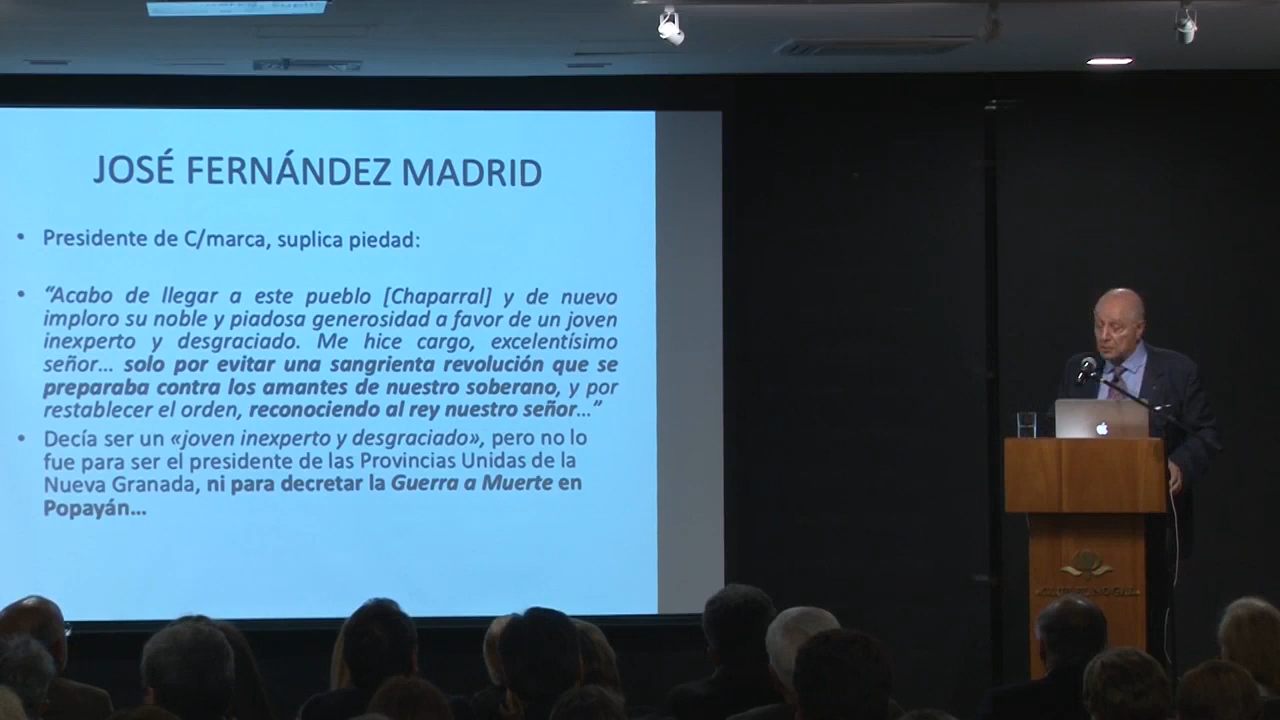 JOSÉ FERNÁNDEZ MADRID
• Presidente de C/marca, suplica piedad:
• “Acabo de llegar a este pueblo [Chaparral] y de nuevo
imploro su noble y piadosa generosidad a favor de un joven
inexperto y desgraciado. Me hice cargo, excelentísimo
señor... solo por evitar una sangrienta revolución que se
preparaba contra los amantes de nuestro soberano, y por
restablecer el orden, reconociendo al rey nuestro señor...”
• Decía ser un «joven inexperto y desgraciado», pero no lo
fue para ser el presidente de las Provincias Unidas de la
Nueva Granada, ni para decretar la Guerra a Muerte en
Popayán...